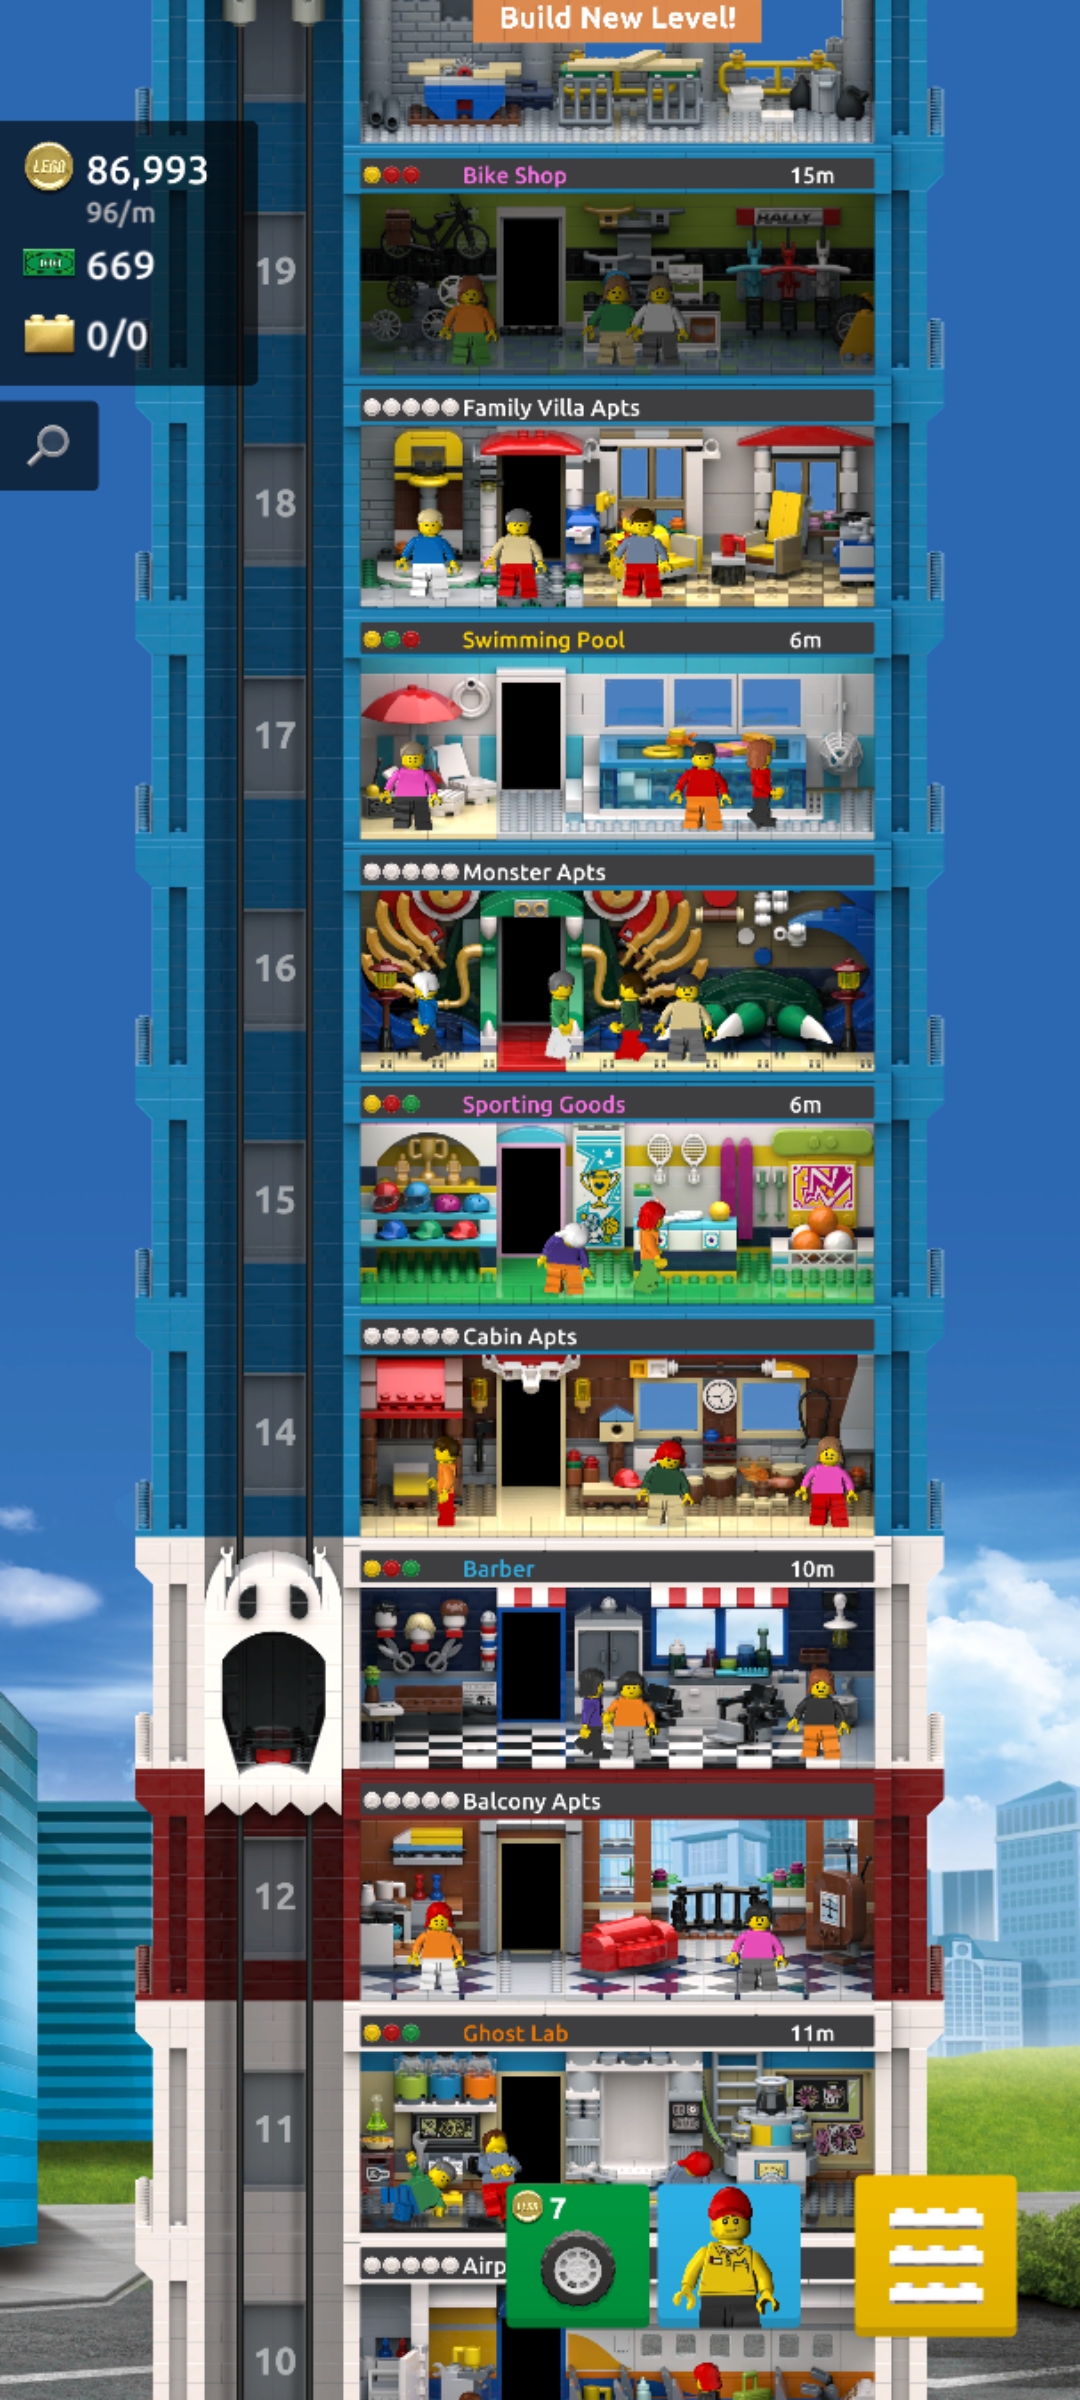 Build New Level!
LEGO 86,993
96/m
669
0/0
Bike Shop 15m
HALLY
19
Family Villa Apts
18
Swimming Pool 6m
17
Monster Apts
16
Sporting Goods 6m
15
Cabin Apts
14
Barber 10m
Balcony Apts
12
Ghost Lab 11m
11
7
Airp
10